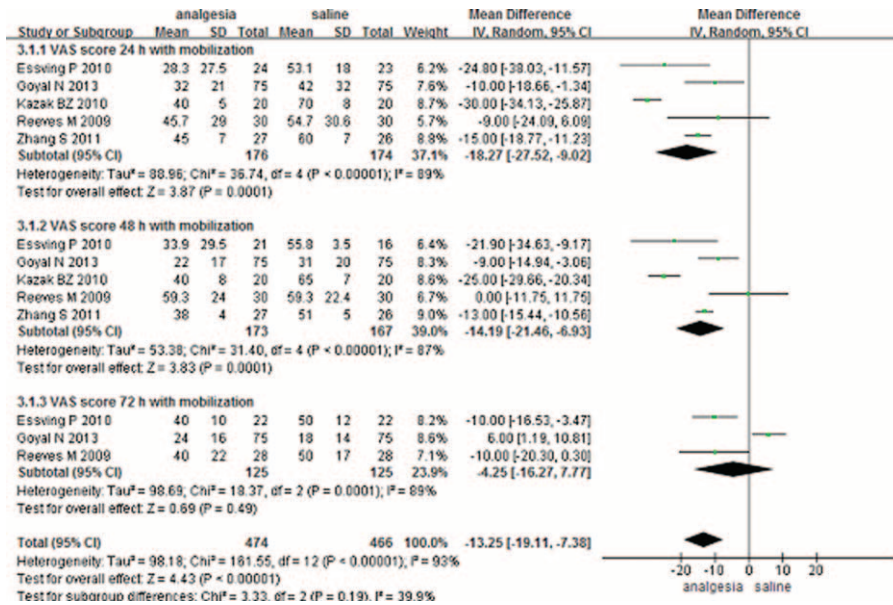 analgesia saline Mean Difference Mean Difference
Study or Subgroup Mean SD Total Mean SD Total Weight IV, Random, 95% CI IV, Random, 95% CI
3.1.1 VAS score 24 h with mobilization
Essving P 2010 28.3 27.5 24 53.1 18 23 6.2% -24.80 [-38.03, -11.57]
Goyal N 2013 32 21 75 42 32 75 7.6% -10.00 [-18.66, -1.34]
Kazak BZ 2010 40 5 20 70 8 20 8.6% -30.00 [-34.13, -25.87]
Reeves M 2009 45.7 29 30 54.7 30.6 30 5.7% -9.00 [-24.09, 6.09]
Zhang S 2011 45 7 27 60 7 26 8.8% -15.00 [-18.77, -11.23]
Subtotal (95% CI) 176 174 37.1% -18.27 [-27.52, -9.02]
Heterogeneity: Tau² = 88.96; Chi² = 36.74, df = 4 (P < 0.00001); I² = 89%
Test for overall effect: Z = 3.87 (P = 0.0001)
3.1.2 VAS score 48 h with mobilization
Essving P 2010 33.9 29.5 21 55.8 3.5 16 6.4% -21.90 [-34.63, -9.17]
Goyal N 2013 22 17 75 31 20 75 8.4% -9.00 [-14.94, -3.06]
Kazak BZ 2010 40 8 20 65 7 20 8.6% -25.00 [-29.66, -20.34]
Reeves M 2009 59.3 24 30 59.3 22.4 30 6.7% 0.00 [-11.75, 11.75]
Zhang S 2011 38 4 27 51 5 26 9.0% -13.00 [-15.44, -10.56]
Subtotal (95% CI) 173 167 39.0% -14.19 [-21.46, -6.93]
Heterogeneity: Tau² = 53.38; Chi² = 31.40, df = 4 (P < 0.00001); I² = 87%
Test for overall effect: Z = 3.83 (P = 0.0001)
3.1.3 VAS score 72 h with mobilization
Essving P 2010 40 10 22 50 12 22 8.2% -10.00 [-16.53, -3.47]
Goyal N 2013 24 16 75 18 14 75 8.6% 6.00 [1.19, 10.81]
Reeves M 2009 40 22 28 50 17 28 7.1% -10.00 [-20.30, 0.30]
Subtotal (95% CI) 125 125 23.9% -4.25 [-16.27, 7.77]
Heterogeneity: Tau² = 98.69; Chi² = 18.37, df = 2 (P = 0.0001); I² = 89%
Test for overall effect: Z = 0.69 (P = 0.49)
Total (95% CI) 474 466 100.0% -13.25 [-19.11, -7.38]
Heterogeneity: Tau² = 98.18; Chi² = 161.55, df = 12 (P < 0.00001); I² = 93%
Test for overall effect: Z = 4.43 (P < 0.00001)
Test for subgroup differences: Chi² = 3.33, df = 2 (P = 0.19), I² = 39.9%
-20 -10 0 10 20
analgesia saline